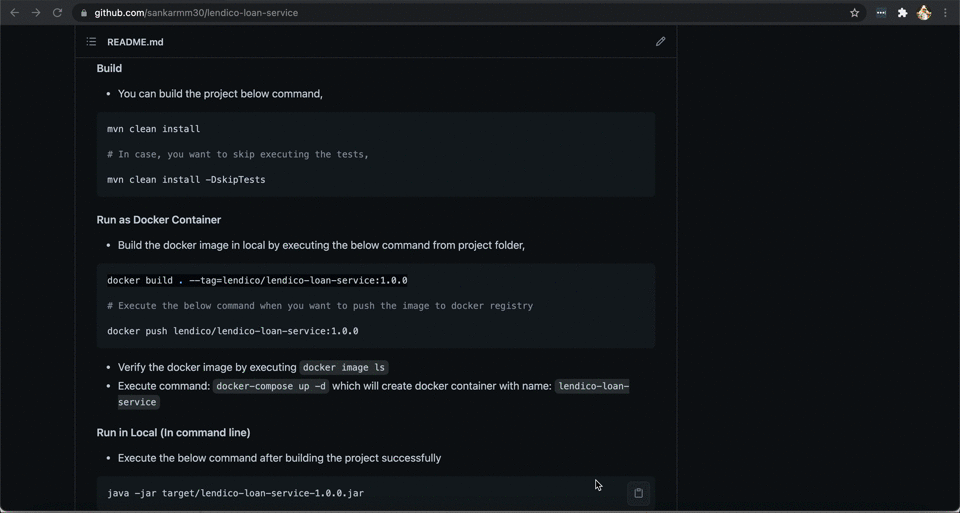 github.com/sankarmm30/lendico-loan-service
README.md
Build
You can build the project below command,
mvn clean install
# In case, you want to skip executing the tests,
mvn clean install -DskipTests
Run as Docker Container
Build the docker image in local by executing the below command from project folder,
docker build . --tag=lendico/lendico-loan-service:1.0.0
# Execute the below command when you want to push the image to docker registry
docker push lendico/lendico-loan-service:1.0.0
Verify the docker image by executing docker image ls
Execute command: docker-compose up -d which will create docker container with name: lendico-loan-
service
Run in Local (In command line)
Execute the below command after building the project successfully
java -jar target/lendico-loan-service-1.0.0.jar